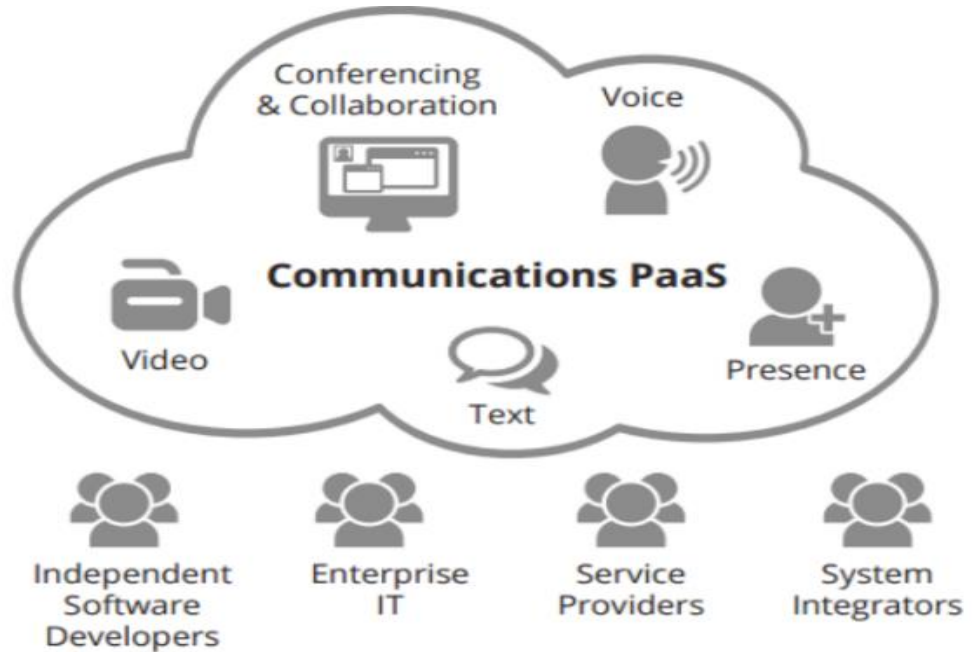 Conferencing
& Collaboration
Voice
Communications PaaS
Video
Text
Presence
Independent
Software
Developers
Enterprise
IT
Service
Providers
System
Integrators